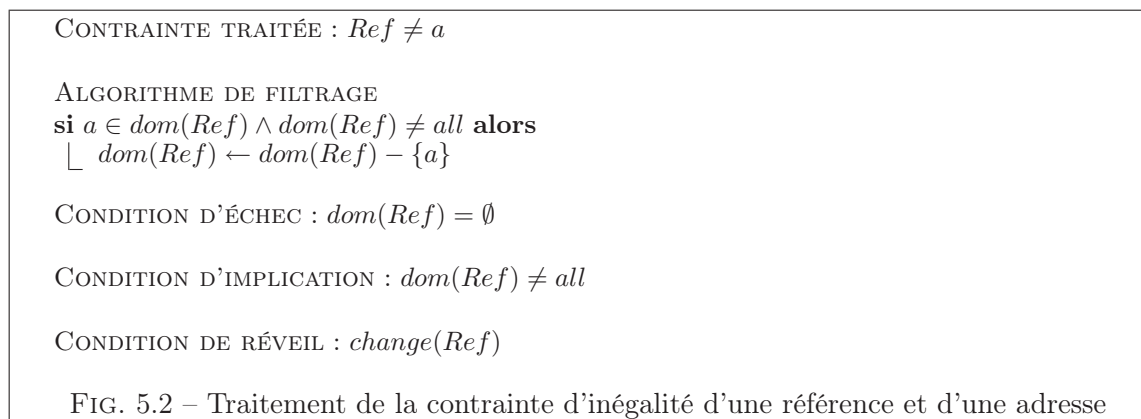 CONTRAINTE TRAITÉE : Ref ≠ a
ALGORITHME DE FILTRAGE
si a ∈ dom(Ref) ∧ dom(Ref) ≠ all alors
dom(Ref) ← dom(Ref) − {a}
CONDITION D'ÉCHEC : dom(Ref) = ∅
CONDITION D'IMPLICATION : dom(Ref) ≠ all
CONDITION DE RÉVEIL : change(Ref)
FIG. 5.2 – Traitement de la contrainte d'inégalité d'une référence et d'une adresse